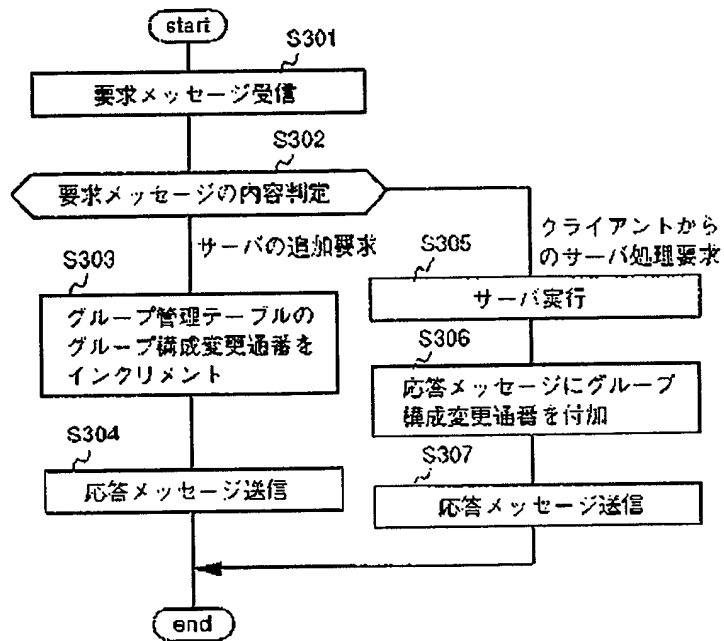 start
S301
要求メッセージ受信
S302
要求メッセージの内容判定
サーバの追加要求
S303
グループ管理テーブルの
グループ構成変更通番を
インクリメント
S304
応答メッセージ送信
クライアントから
のサーバ処理要求
S305
サーバ実行
S306
応答メッセージにグループ
構成変更通番を付加
S307
応答メッセージ送信
end